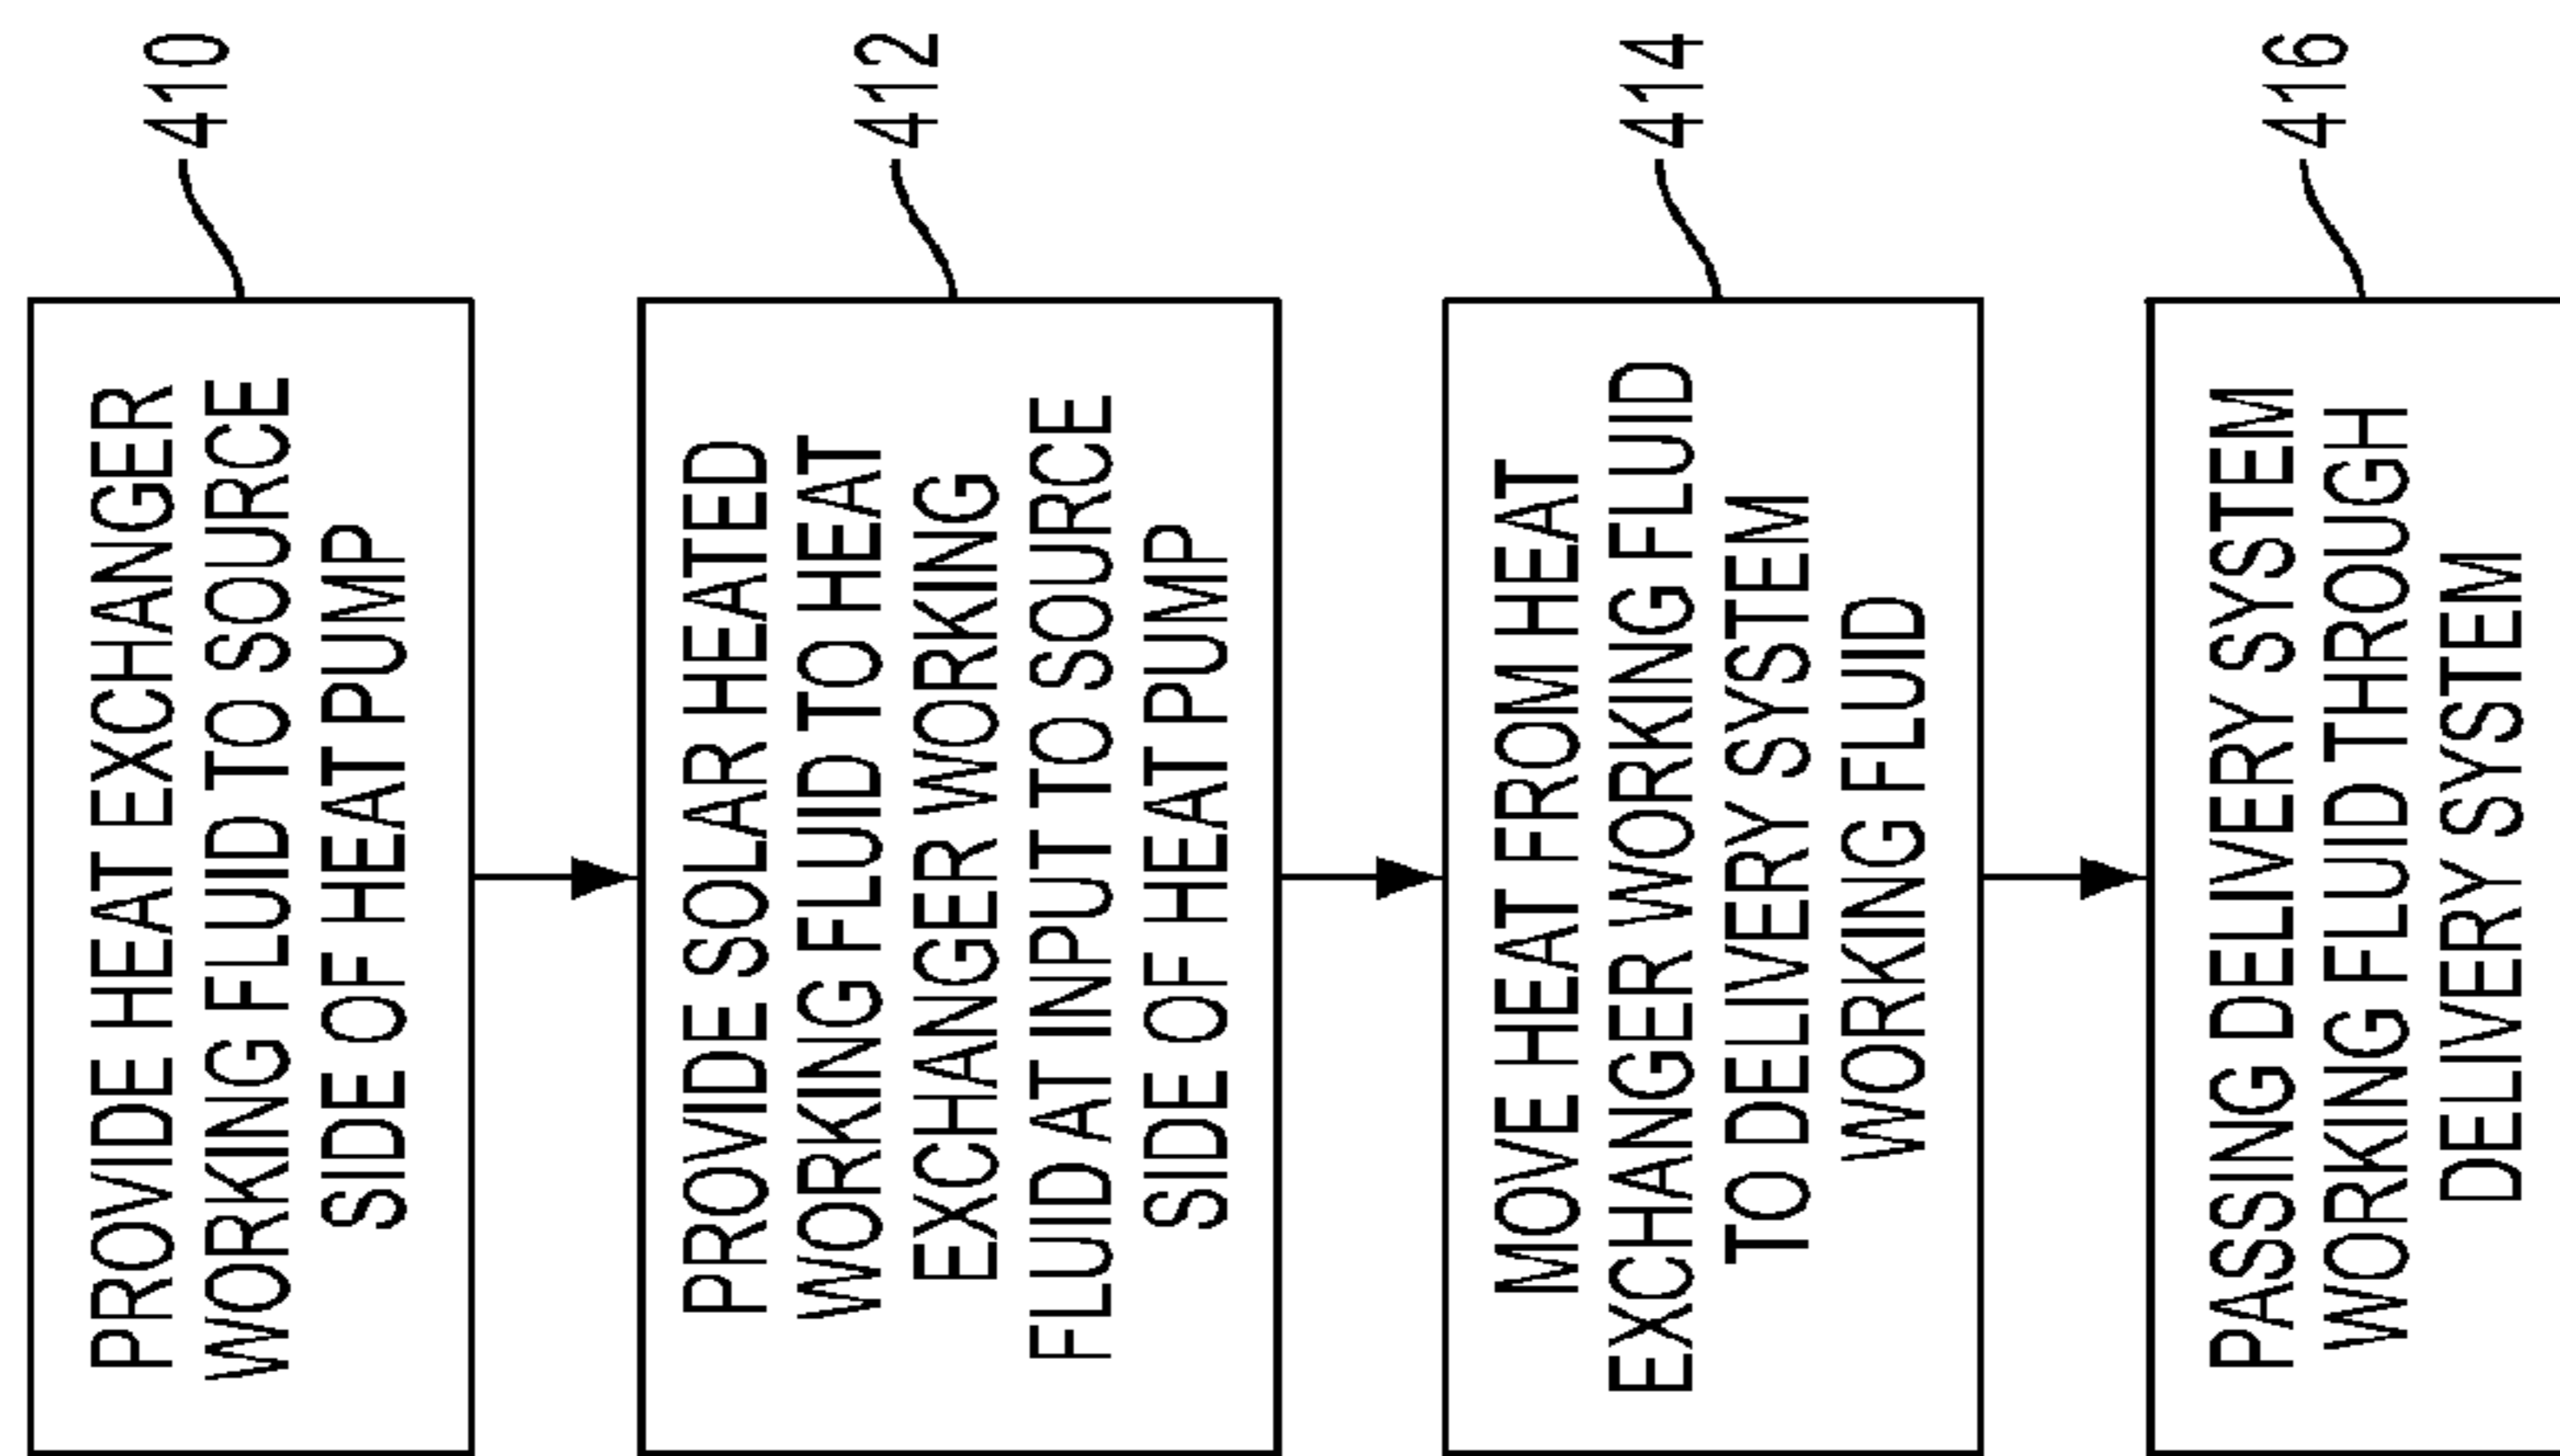 PROVIDE HEAT EXCHANGER
WORKING FLUID TO SOURCE
SIDE OF HEAT PUMP
410
PROVIDE SOLAR HEATED
WORKING FLUID TO HEAT
EXCHANGER WORKING
FLUID AT INPUT TO SOURCE
SIDE OF HEAT PUMP
412
MOVE HEAT FROM HEAT
EXCHANGER WORKING FLUID
TO DELIVERY SYSTEM
WORKING FLUID
414
PASSING DELIVERY SYSTEM
WORKING FLUID THROUGH
DELIVERY SYSTEM
416